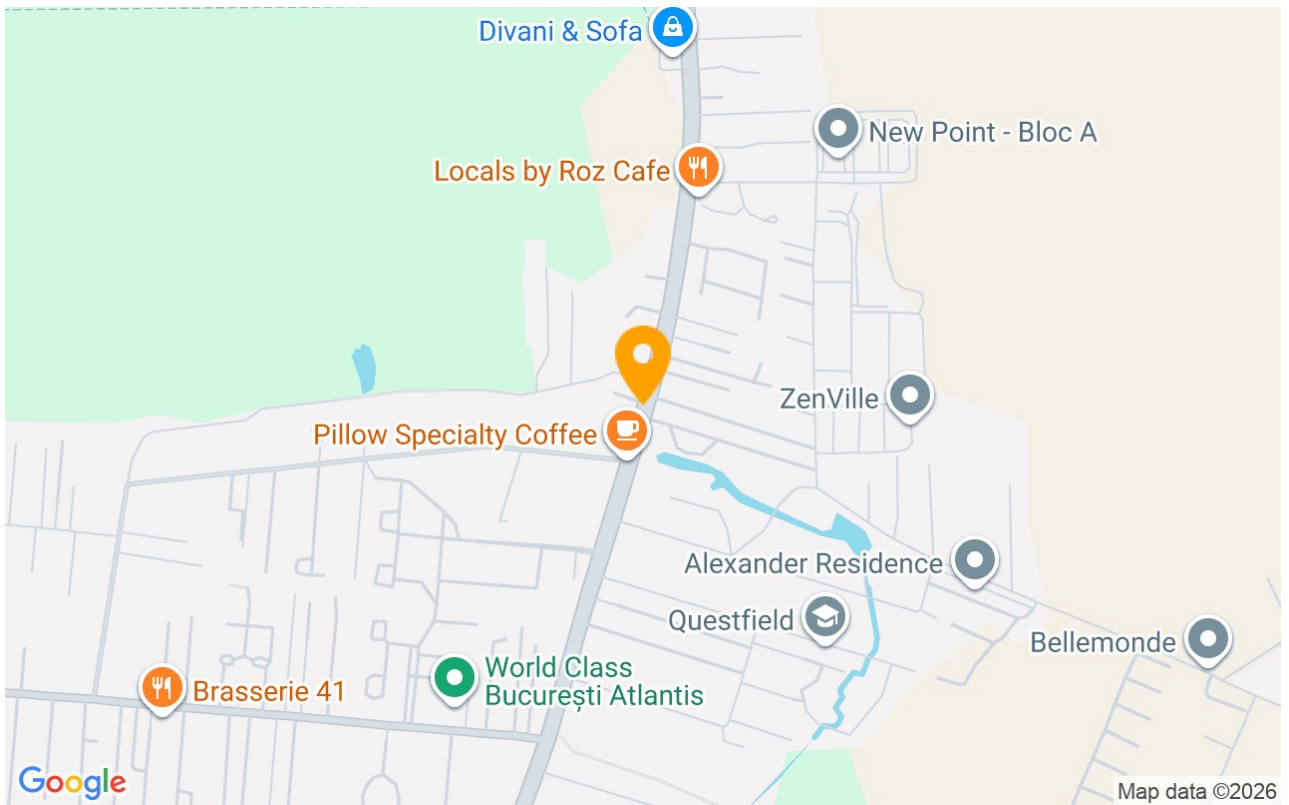 Divani & Sofa
New Point - Bloc A
Locals by Roz Cafe
ZenVille
Pillow Specialty Coffee
Alexander Residence
Questfield
Bellemonde
World Class
București Atlantis
Brasserie 41
Google
Map data ©2026